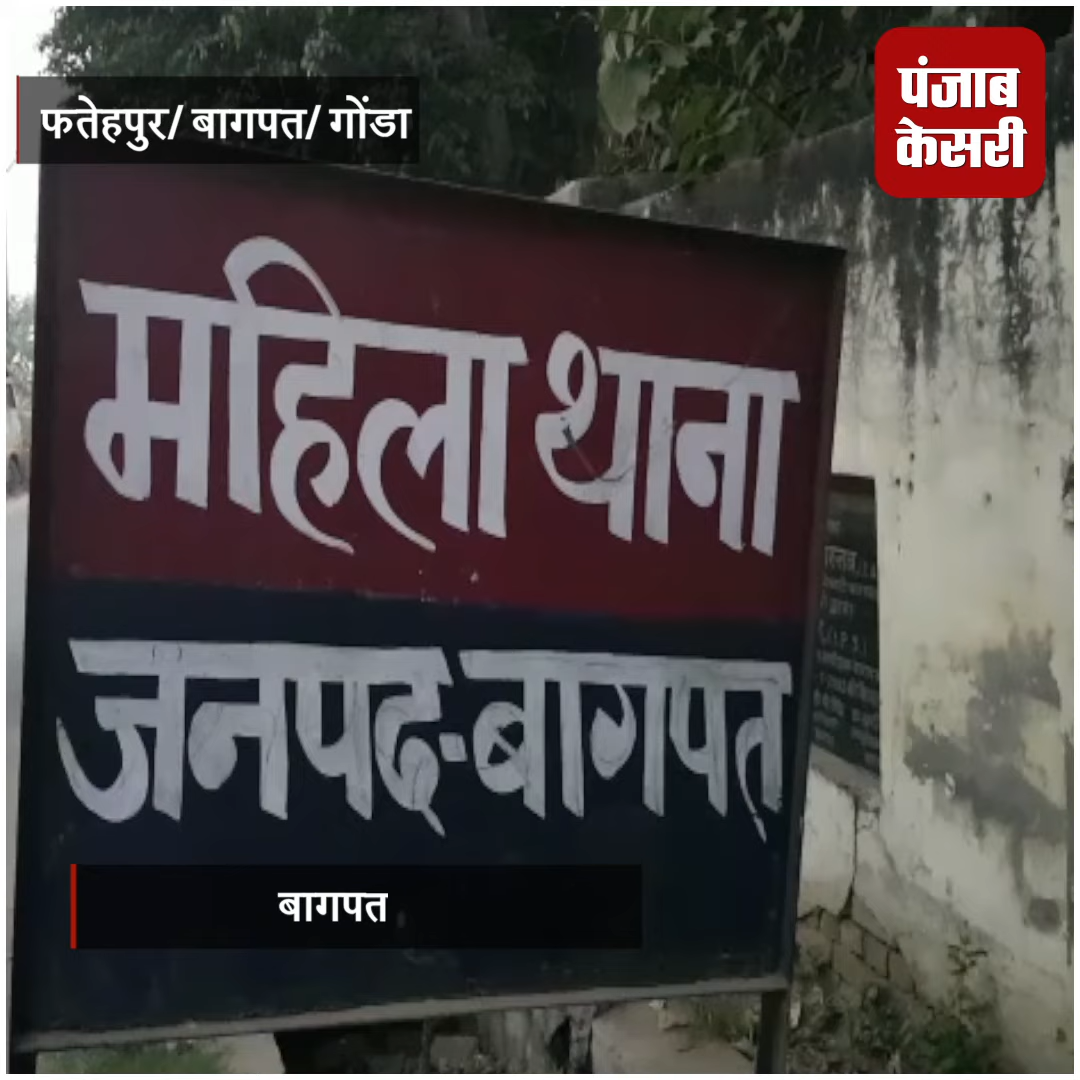 फतेहपुर/ बागपत/ गोंडा
पंजाब
केसरी
महिला थाना
जनपद-बागपत
बागपत